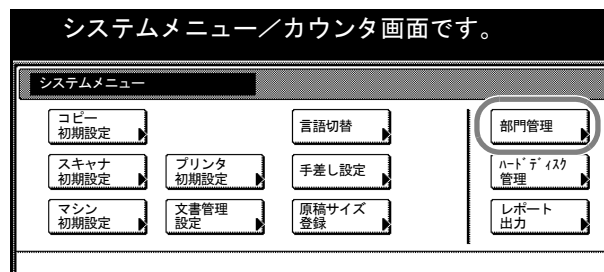 システムメニュー／カウンタ画面です。
システムメニュー
コピー
初期設定
言語切替
部門管理
スキャナ
初期設定
プリンタ
初期設定
手差し設定
ﾊｰﾄﾞﾃﾞｨｽｸ
管理
マシン
初期設定
文書管理
設定
原稿サイズ
登録
レポート
出力